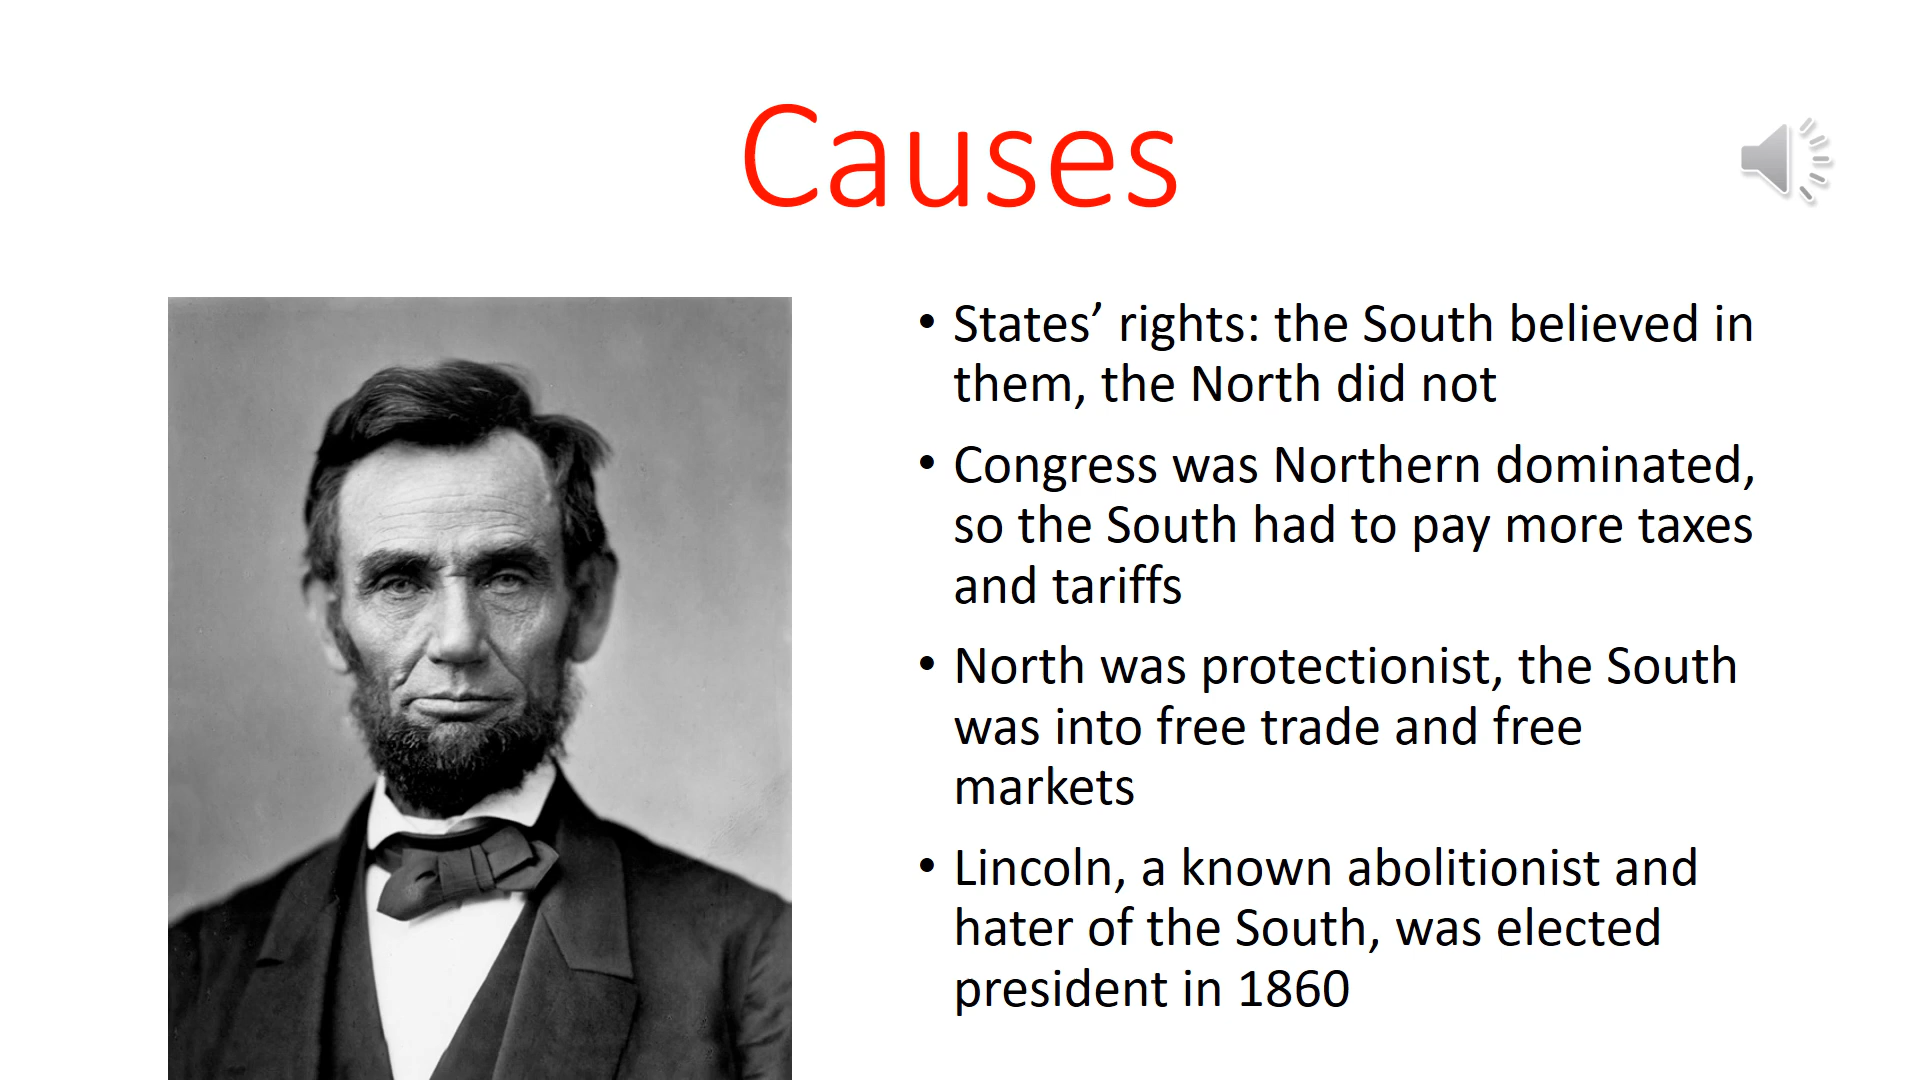 Causes
• States’ rights: the South believed in
them, the North did not
• Congress was Northern dominated,
so the South had to pay more taxes
and tariffs
• North was protectionist, the South
was into free trade and free
markets
• Lincoln, a known abolitionist and
hater of the South, was elected
president in 1860